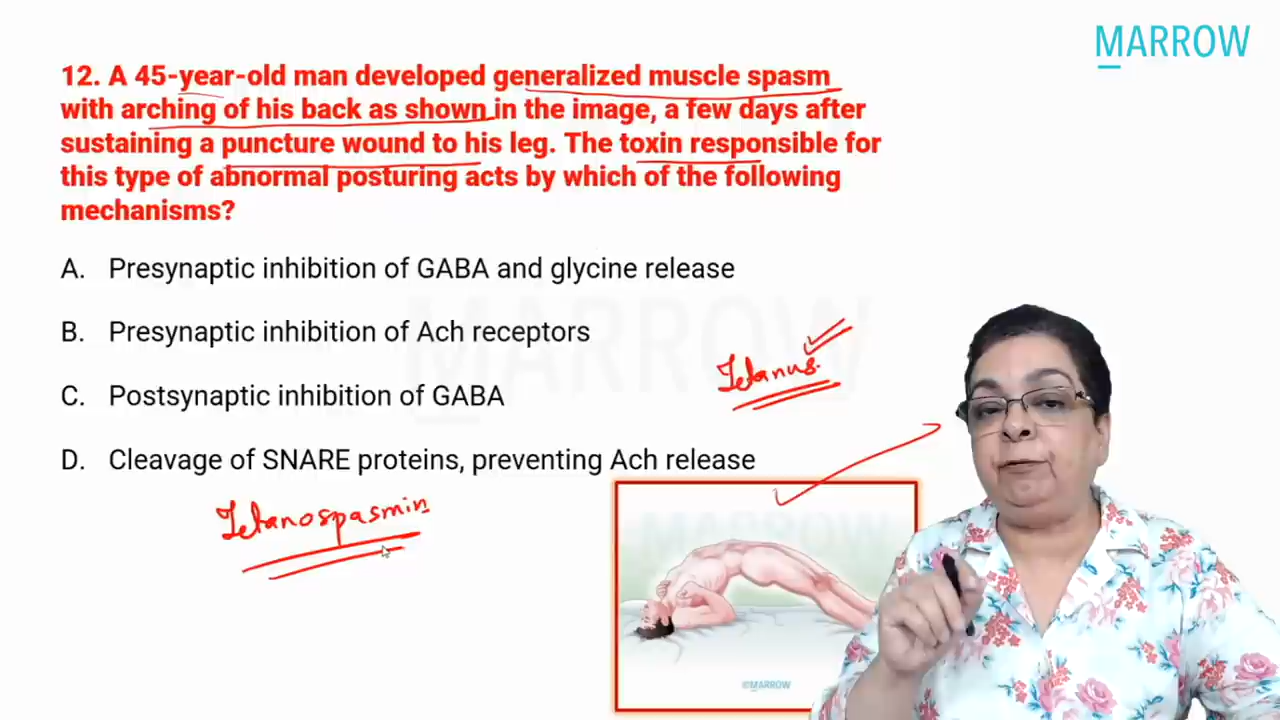 MARROW
12. A 45-year-old man developed generalized muscle spasm
with arching of his back as shown in the image, a few days after
sustaining a puncture wound to his leg. The toxin responsible for
this type of abnormal posturing acts by which of the following
mechanisms?
A. Presynaptic inhibition of GABA and glycine release
B. Presynaptic inhibition of Ach receptors
C. Postsynaptic inhibition of GABA
D. Cleavage of SNARE proteins, preventing Ach release
MARROW
Tetanus.
Tetanospasmin
MARROW
©MARROW